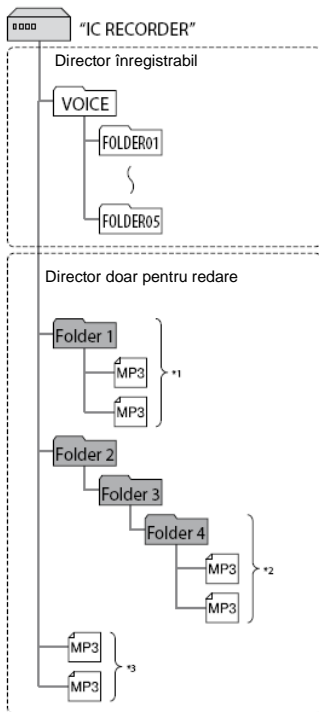 "IC RECORDER"
Director înregistrabil
VOICE
FOLDER01
FOLDER05
Director doar pentru redare
Folder 1
MP3
*1
MP3
Folder 2
Folder 3
Folder 4
MP3
*2
MP3
MP3
*3
MP3